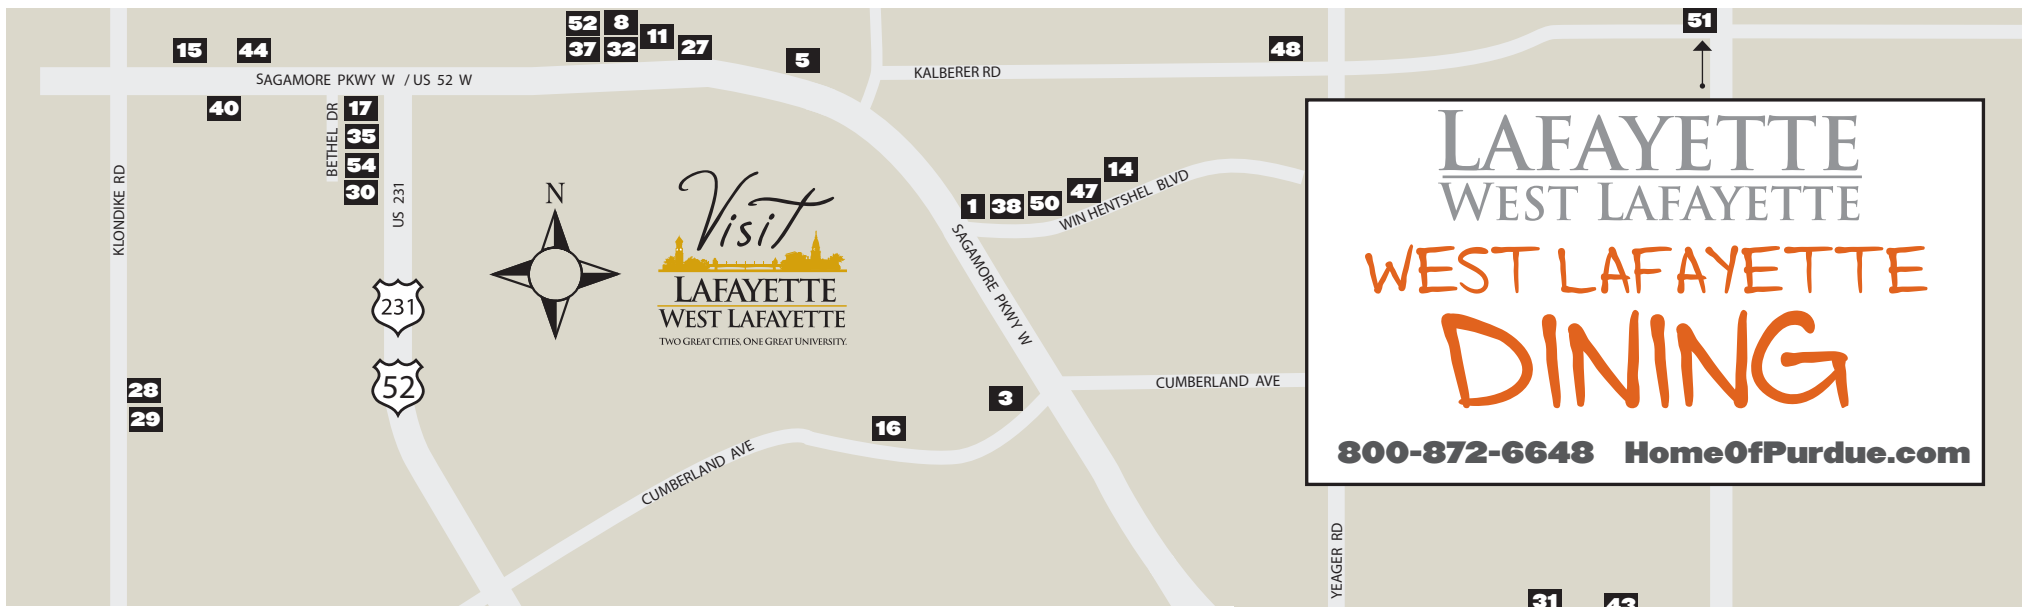 52 8 11
37 32 27
5
48
51
15 44
SAGAMORE PKWY W / US 52 W
KALBERER RD
40
BETHEL DR
17
35
54
30
US 231
KLONDIKE RD
231
52
28
29
N
Visit
LAFAYETTE
WEST LAFAYETTE
TWO GREAT CITIES, ONE GREAT UNIVERSITY.
1 38 50 47 14
WIN HENTSHEL BLVD
SAGAMORE PKWY W
CUMBERLAND AVE
3
16
CUMBERLAND AVE
LAFAYETTE
WEST LAFAYETTE
WEST LAFAYETTE
DINING
800-872-6648 HomeOfPurdue.com
YEAGER RD
31 43